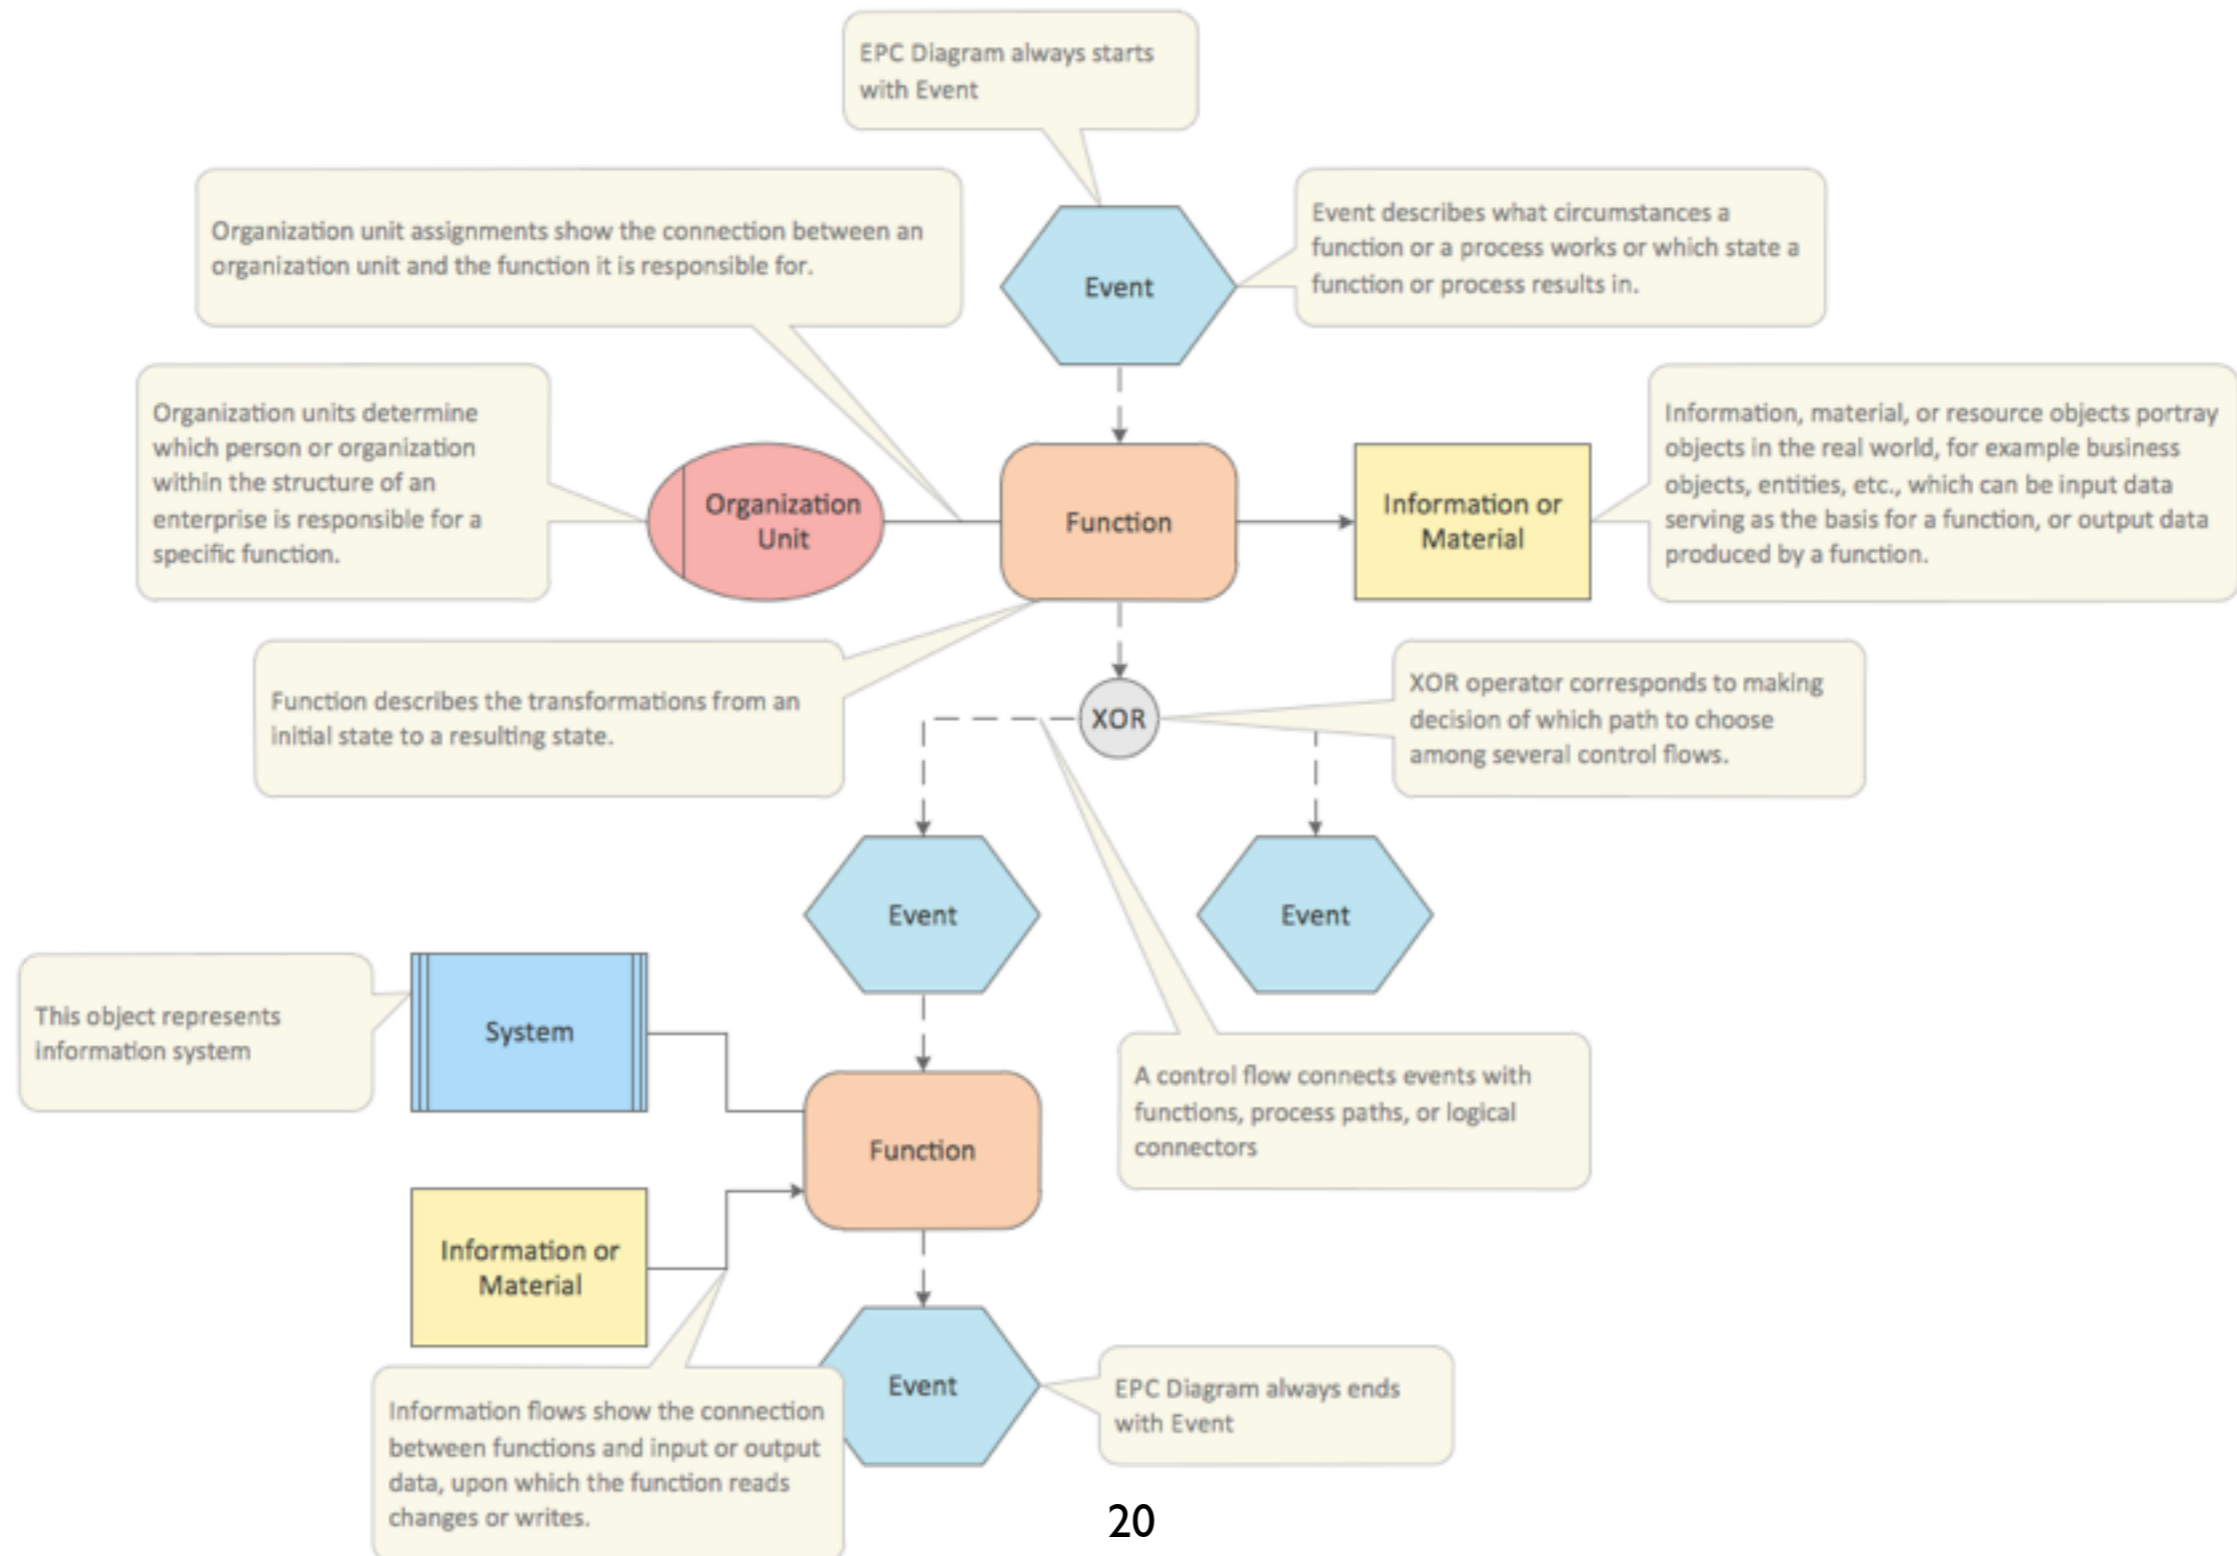 EPC Diagram always starts
with Event
Organization unit assignments show the connection between an
organization unit and the function it is responsible for.
Event
Event describes what circumstances a
function or a process works or which state a
function or process results in.
Organization units determine
which person or organization
within the structure of an
enterprise is responsible for a
specific function.
Organization
Unit
Function
Information or
Material
Information, material, or resource objects portray
objects in the real world, for example business
objects, entities, etc., which can be input data
serving as the basis for a function, or output data
produced by a function.
Function describes the transformations from an
initial state to a resulting state.
XOR
XOR operator corresponds to making
decision of which path to choose
among several control flows.
Event
Event
This object represents
information system
System
Function
A control flow connects events with
functions, process paths, or logical
connectors
Information or
Material
Information flows show the connection
between functions and input or output
data, upon which the function reads
changes or writes.
Event
EPC Diagram always ends
with Event
20